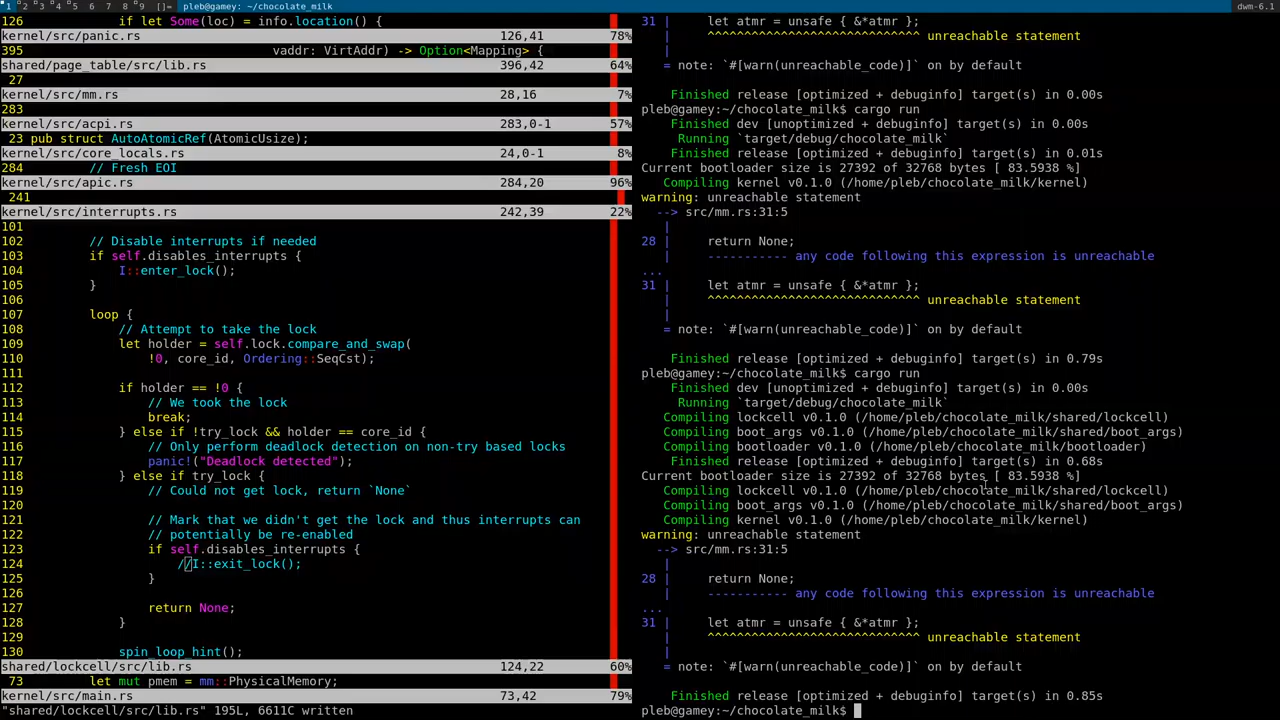 1 2 3 4 5 6 7 8 9 []= pleb@gamey: ~/chocolate_milk dwm-6.1
126 if let Some(loc) = info.location() {
kernel/src/panic.rs 126,41 78%
395 vaddr: VirtAddr) -> Option<Mapping> {
shared/page_table/src/lib.rs 396,42 64%
27
kernel/src/mm.rs 28,16 7%
283
kernel/src/acpi.rs 283,0-1 57%
23 pub struct AutoAtomicRef(AtomicUsize);
kernel/src/core_locals.rs 24,0-1 8%
284 // Fresh EOI
kernel/src/apic.rs 284,20 96%
241
kernel/src/interrupts.rs 242,39 22%
101
102 // Disable interrupts if needed
103 if self.disables_interrupts {
104 I::enter_lock();
105 }
106
107 loop {
108 // Attempt to take the lock
109 let holder = self.lock.compare_and_swap(
110 !0, core_id, Ordering::SeqCst);
111
112 if holder == !0 {
113 // We took the lock
114 break;
115 } else if !try_lock && holder == core_id {
116 // Only perform deadlock detection on non-try based locks
117 panic!("Deadlock detected");
118 } else if try_lock {
119 // Could not get lock, return `None`
120
121 // Mark that we didn't get the lock and thus interrupts can
122 // potentially be re-enabled
123 if self.disables_interrupts {
124 //I::exit_lock();
125 }
126
127 return None;
128 }
129
130 spin_loop_hint();
shared/lockcell/src/lib.rs 124,22 60%
73 let mut pmem = mm::PhysicalMemory;
kernel/src/main.rs 73,42 79%
"shared/lockcell/src/lib.rs" 195L, 6611C written
31 | let atmr = unsafe { &*atmr };
| ^^^^^^^^^^^^^^^^^^^^^^^^^^^^^ unreachable statement
|
= note: `#[warn(unreachable_code)]` on by default
Finished release [optimized + debuginfo] target(s) in 0.00s
pleb@gamey:~/chocolate_milk$ cargo run
Finished dev [unoptimized + debuginfo] target(s) in 0.00s
Running `target/debug/chocolate_milk`
Finished release [optimized + debuginfo] target(s) in 0.01s
Current bootloader size is 27392 of 32768 bytes [ 83.5938 %]
Compiling kernel v0.1.0 (/home/pleb/chocolate_milk/kernel)
warning: unreachable statement
--> src/mm.rs:31:5
|
28 | return None;
| ----------- any code following this expression is unreachable
...
31 | let atmr = unsafe { &*atmr };
| ^^^^^^^^^^^^^^^^^^^^^^^^^^^^^ unreachable statement
|
= note: `#[warn(unreachable_code)]` on by default
Finished release [optimized + debuginfo] target(s) in 0.79s
pleb@gamey:~/chocolate_milk$ cargo run
Finished dev [unoptimized + debuginfo] target(s) in 0.00s
Running `target/debug/chocolate_milk`
Compiling lockcell v0.1.0 (/home/pleb/chocolate_milk/shared/lockcell)
Compiling boot_args v0.1.0 (/home/pleb/chocolate_milk/shared/boot_args)
Compiling bootloader v0.1.0 (/home/pleb/chocolate_milk/bootloader)
Finished release [optimized + debuginfo] target(s) in 0.68s
Current bootloader size is 27392 of 32768 bytes [ 83.5938 %]
Compiling lockcell v0.1.0 (/home/pleb/chocolate_milk/shared/lockcell)
Compiling boot_args v0.1.0 (/home/pleb/chocolate_milk/shared/boot_args)
Compiling kernel v0.1.0 (/home/pleb/chocolate_milk/kernel)
warning: unreachable statement
--> src/mm.rs:31:5
|
28 | return None;
| ----------- any code following this expression is unreachable
...
31 | let atmr = unsafe { &*atmr };
| ^^^^^^^^^^^^^^^^^^^^^^^^^^^^^ unreachable statement
|
= note: `#[warn(unreachable_code)]` on by default
Finished release [optimized + debuginfo] target(s) in 0.85s
pleb@gamey:~/chocolate_milk$